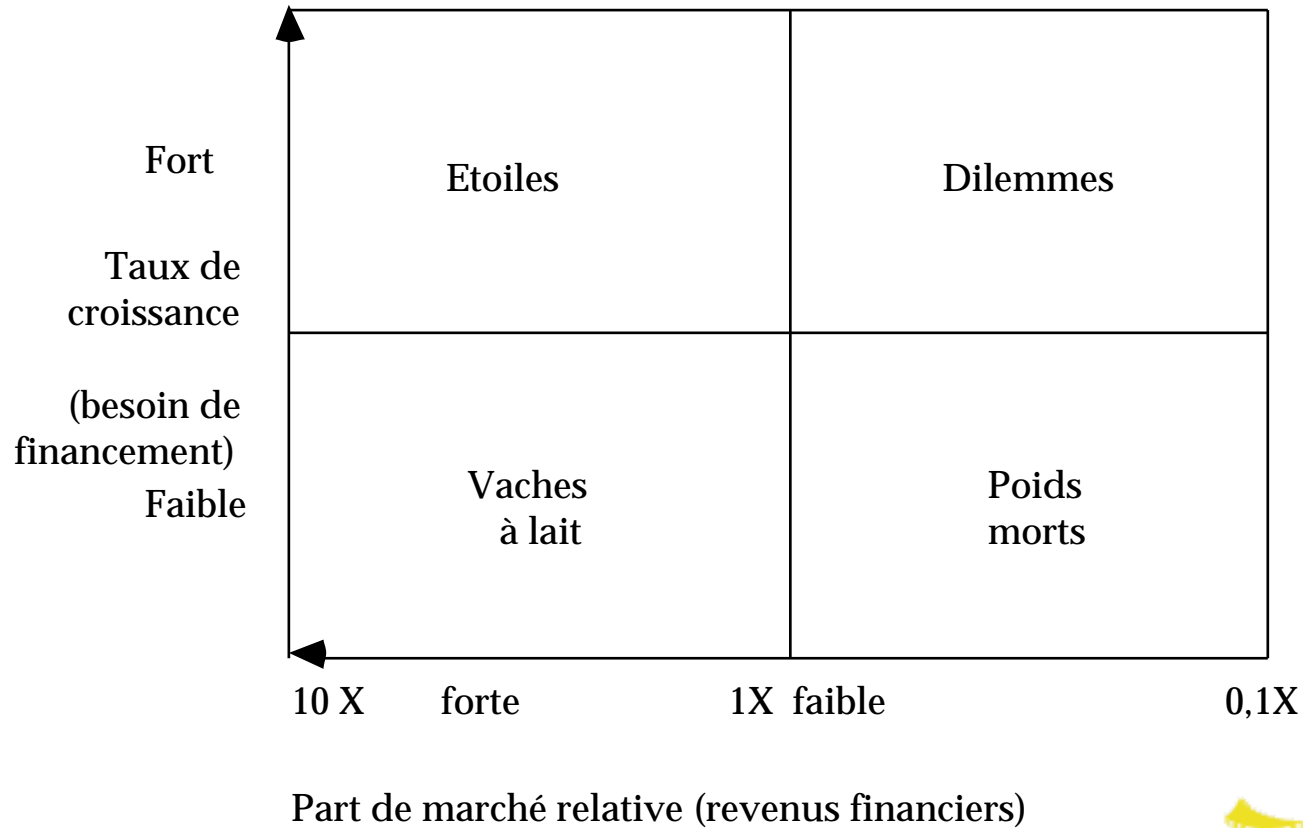 Fort
Etoiles
Dilemmes
Taux de
croissance
(besoin de
financement)
Faible
Vaches
à lait
Poids
morts
10 X forte 1X faible 0,1X
Part de marché relative (revenus financiers)